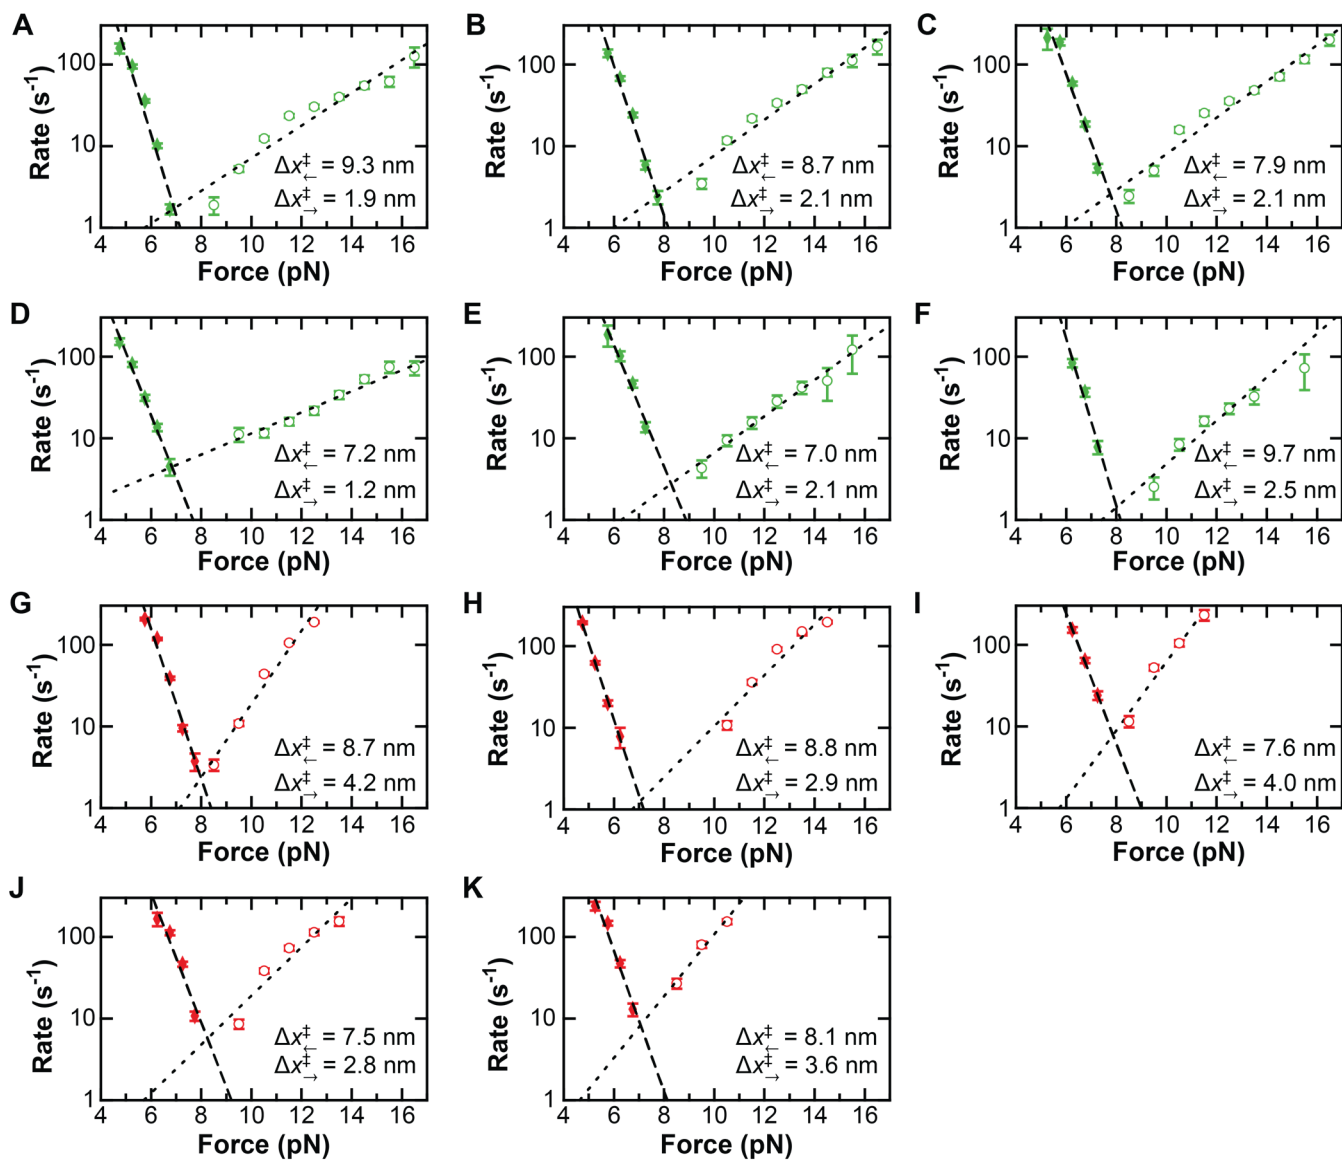 A
Rate (s⁻¹)
100
10
1
Δx‡← = 9.3 nm
Δx‡→ = 1.9 nm
4 6 8 10 12 14 16
Force (pN)
B
Rate (s⁻¹)
100
10
1
Δx‡← = 8.7 nm
Δx‡→ = 2.1 nm
4 6 8 10 12 14 16
Force (pN)
C
Rate (s⁻¹)
100
10
1
Δx‡← = 7.9 nm
Δx‡→ = 2.1 nm
4 6 8 10 12 14 16
Force (pN)
D
Rate (s⁻¹)
100
10
1
Δx‡← = 7.2 nm
Δx‡→ = 1.2 nm
4 6 8 10 12 14 16
Force (pN)
E
Rate (s⁻¹)
100
10
1
Δx‡← = 7.0 nm
Δx‡→ = 2.1 nm
4 6 8 10 12 14 16
Force (pN)
F
Rate (s⁻¹)
100
10
1
Δx‡← = 9.7 nm
Δx‡→ = 2.5 nm
4 6 8 10 12 14 16
Force (pN)
G
Rate (s⁻¹)
100
10
1
Δx‡← = 8.7 nm
Δx‡→ = 4.2 nm
4 6 8 10 12 14 16
Force (pN)
H
Rate (s⁻¹)
100
10
1
Δx‡← = 8.8 nm
Δx‡→ = 2.9 nm
4 6 8 10 12 14 16
Force (pN)
I
Rate (s⁻¹)
100
10
1
Δx‡← = 7.6 nm
Δx‡→ = 4.0 nm
4 6 8 10 12 14 16
Force (pN)
J
Rate (s⁻¹)
100
10
1
Δx‡← = 7.5 nm
Δx‡→ = 2.8 nm
4 6 8 10 12 14 16
Force (pN)
K
Rate (s⁻¹)
100
10
1
Δx‡← = 8.1 nm
Δx‡→ = 3.6 nm
4 6 8 10 12 14 16
Force (pN)